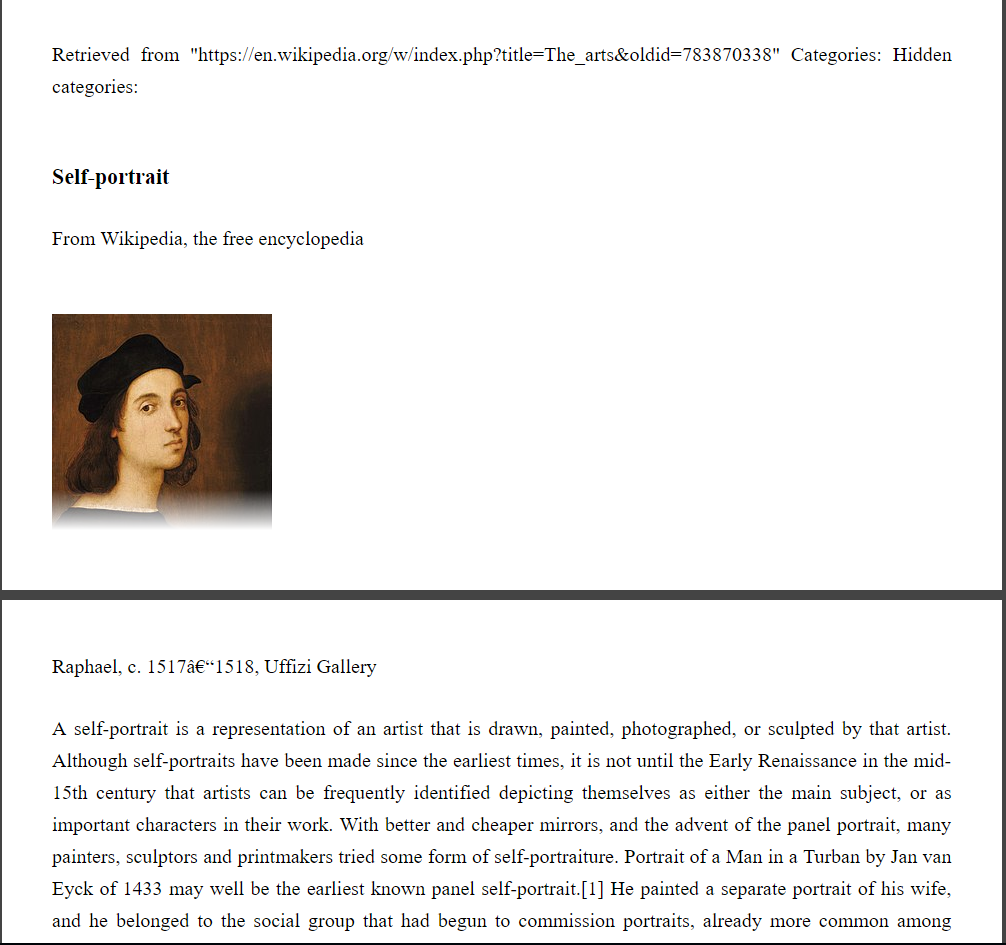 Retrieved from "https://en.wikipedia.org/w/index.php?title=The_arts&oldid=783870338" Categories: Hidden
categories:
Self-portrait
From Wikipedia, the free encyclopedia
Raphael, c. 1517â€“1518, Uffizi Gallery
A self-portrait is a representation of an artist that is drawn, painted, photographed, or sculpted by that artist.
Although self-portraits have been made since the earliest times, it is not until the Early Renaissance in the mid-
15th century that artists can be frequently identified depicting themselves as either the main subject, or as
important characters in their work. With better and cheaper mirrors, and the advent of the panel portrait, many
painters, sculptors and printmakers tried some form of self-portraiture. Portrait of a Man in a Turban by Jan van
Eyck of 1433 may well be the earliest known panel self-portrait.[1] He painted a separate portrait of his wife,
and he belonged to the social group that had begun to commission portraits, already more common among